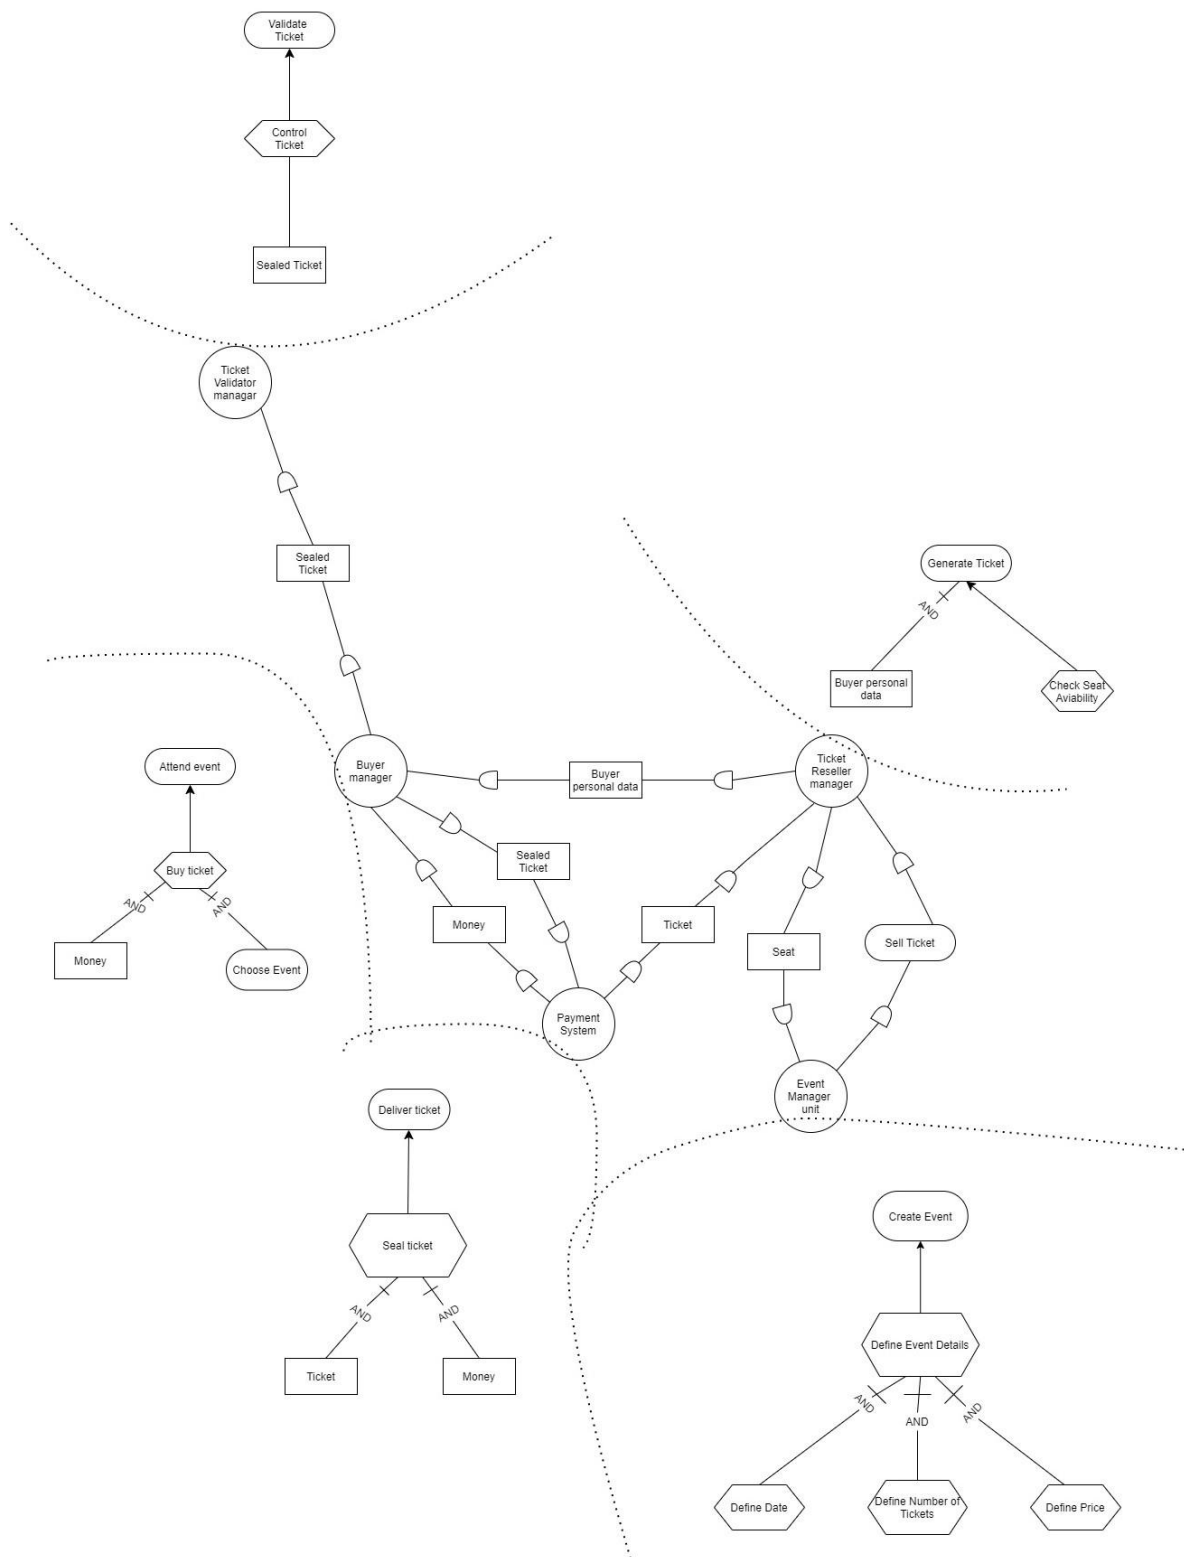 Validate
Ticket
Control
Ticket
Sealed Ticket
Ticket
Validator
managar
Sealed
Ticket
Generate Ticket
AND
Buyer personal
data
Check Seat
Aviability
Buyer
manager
Buyer
personal data
Ticket
Reseller
manager
Attend event
Buy ticket
AND
AND
Money
Choose Event
Sealed
Ticket
Money
Ticket
Seat
Sell Ticket
Payment
System
Event
Manager
unit
Deliver ticket
Seal ticket
AND
AND
Ticket
Money
Create Event
Define Event Details
AND
AND
AND
Define Date
Define Number of
Tickets
Define Price